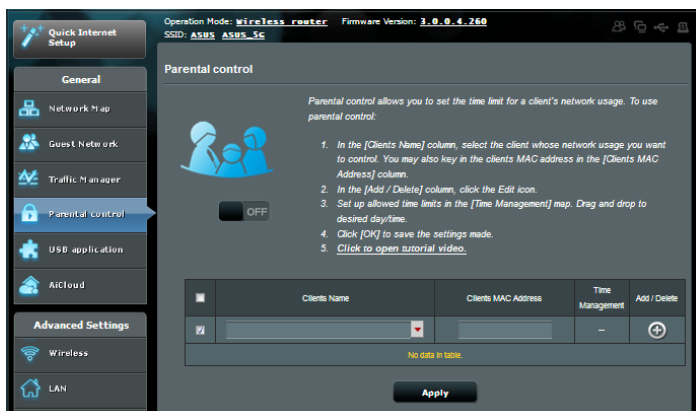 Quick Internet
Setup
Operation Mode: Wireless router Firmware Version: 3.0.0.4.260
SSID: ASUS ASUS_5G
General
Network Map
Guest Network
Traffic Manager
Parental control
USB application
AiCloud
Advanced Settings
Wireless
LAN
Parental control
Parental control allows you to set the time limit for a client's network usage. To use
parental control:
1. In the [Clients Name] column, select the client whose network usage you want
to control. You may also key in the clients MAC address in the [Clients MAC
Address] column.
2. In the [Add / Delete] column, click the Edit icon.
3. Set up allowed time limits in the [Time Management] map. Drag and drop to
desired day/time.
4. Click [OK] to save the settings made.
5. Click to open tutorial video.
OFF
Clients Name Clients MAC Address Time Management Add / Delete
–
No data in table.
Apply